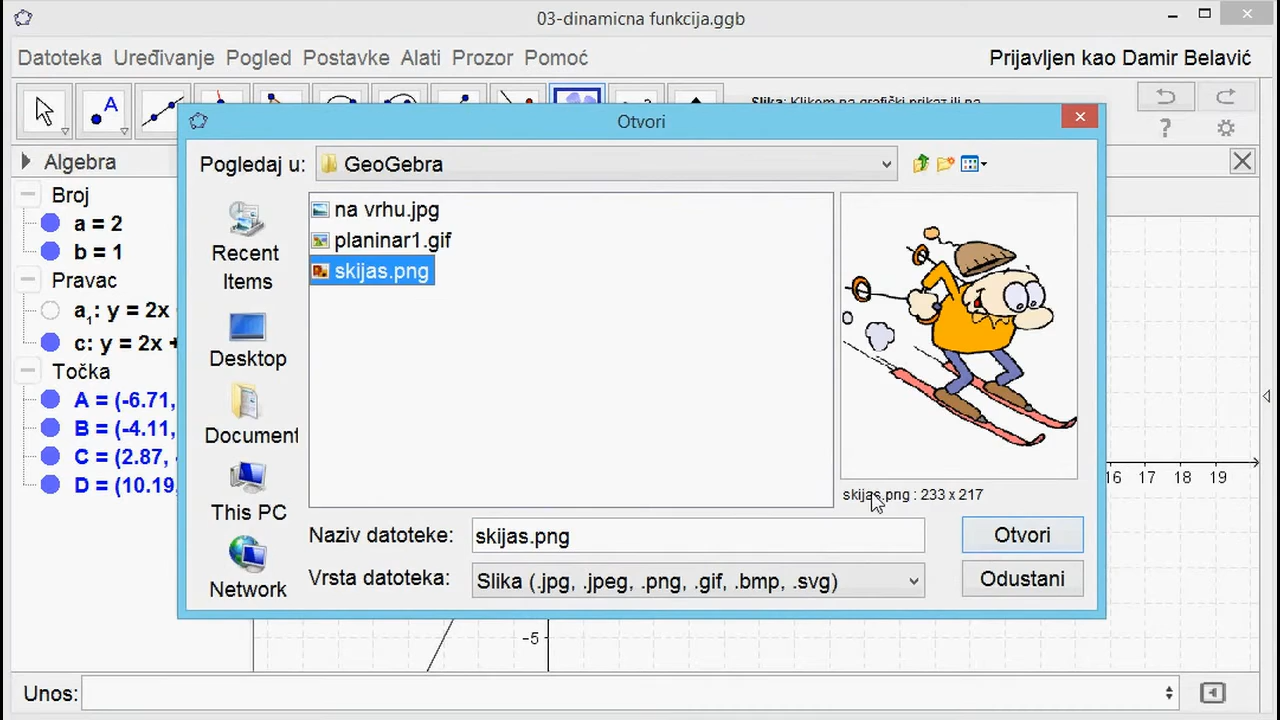 03-dinamicna funkcija.ggb
Datoteka Uređivanje Pogled Postavke Alati Prozor Pomoć
Prijavljen kao Damir Belavić
A
Slika: Klikom na grafički prikaz ili na
Otvori
Pogledaj u: GeoGebra
Algebra
Broj
a = 2
b = 1
Pravac
a1: y = 2x
c: y = 2x +
Točka
A = (-6.71,
B = (-4.11,
C = (2.87,
D = (10.19,
Recent
Items
Desktop
Document
This PC
Network
na vrhu.jpg
planinar1.gif
skijas.png
skijas.png : 233 x 217
Naziv datoteke: skijas.png
Otvori
Vrsta datoteka: Slika (.jpg, .jpeg, .png, .gif, .bmp, .svg)
Odustani
16 17 18 19
-5
Unos: